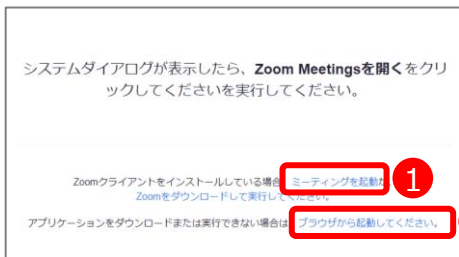 システムダイアログが表示したら、Zoom Meetingsを開くをクリ
ックしてくださいを実行してください。
Zoomクライアントをインストールしている場合 ミーティングを起動
1
Zoomをダウンロードして実行してください。
アプリケーションをダウンロードまたは実行できない場合は ブラウザから起動してください。